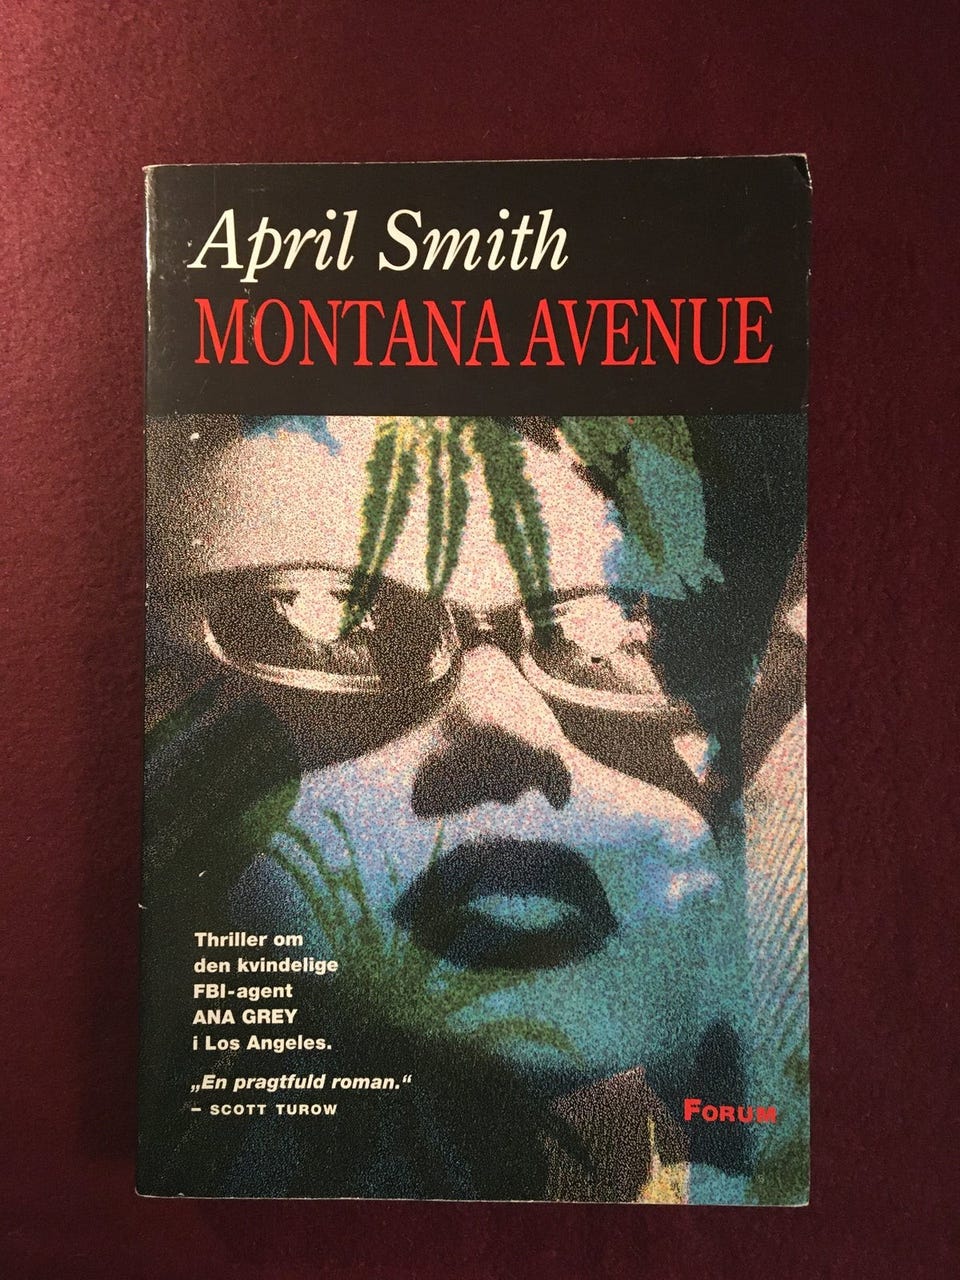 April Smith
MONTANA AVENUE
Thriller om
den kvindelige
FBI-agent
ANA GREY
i Los Angeles.
„En pragtfuld roman.“
– SCOTT TUROW
FORUM